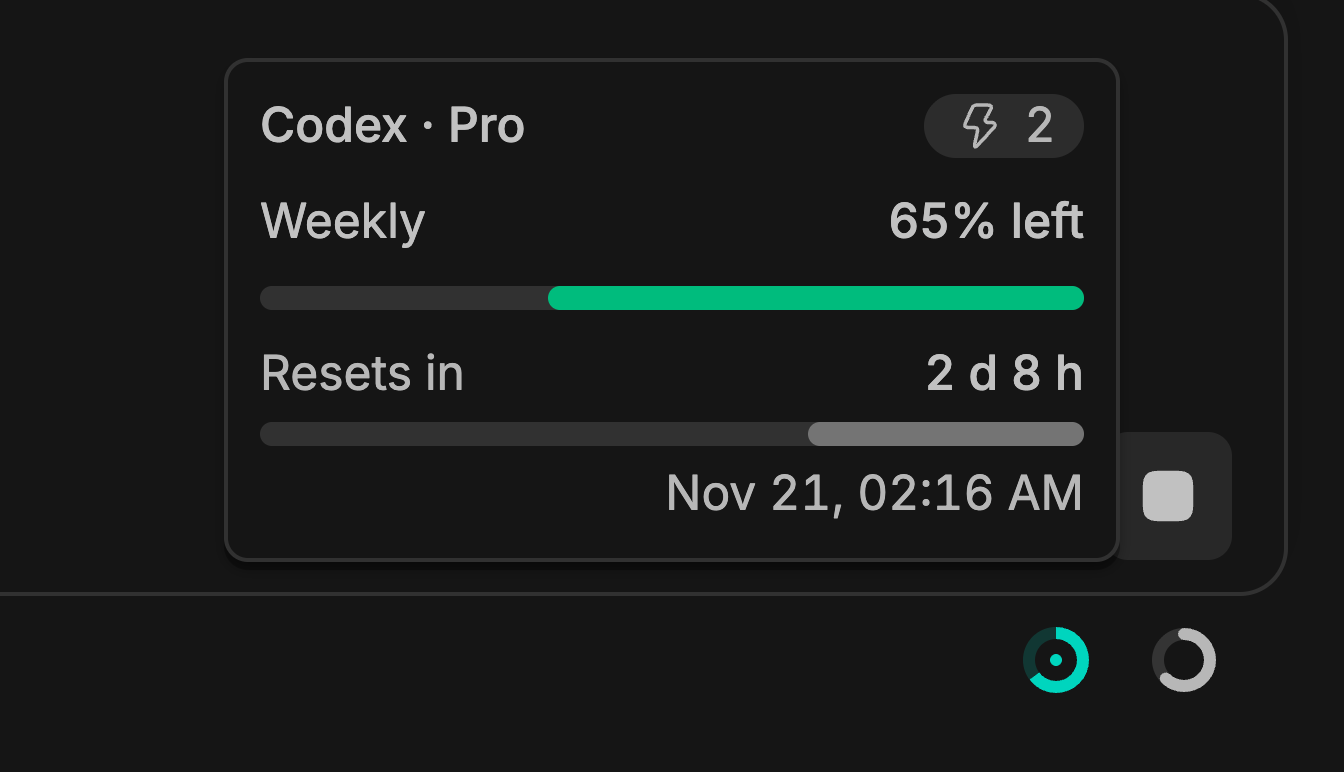 Codex · Pro
2
Weekly
65% left
Resets in
2 d 8 h
Nov 21, 02:16 AM